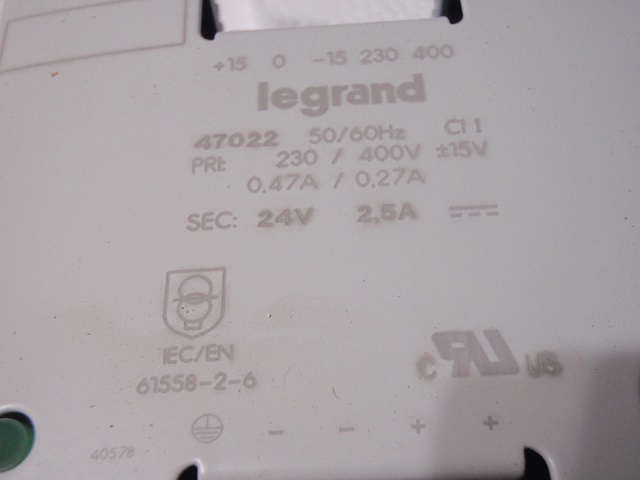 +15 0 -15 230 400
legrand
47022 50/60Hz Cl I
PRI: 230 / 400V ±15V
0,47A / 0,27A
SEC: 24V 2,5A
IEC/EN
61558-2-6
c RU US
- - + +
40578